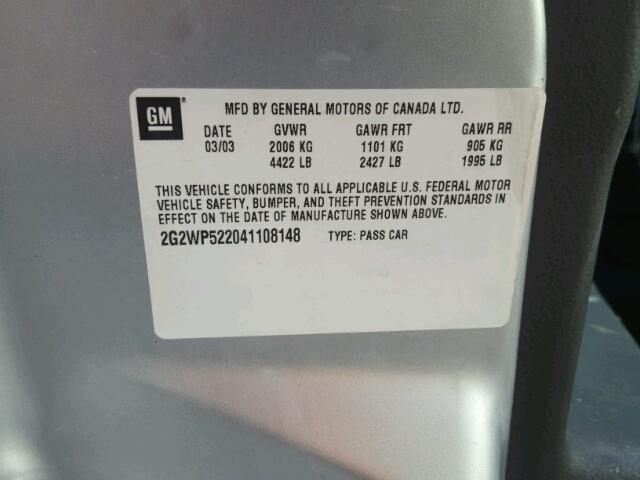 GM
MFD BY GENERAL MOTORS OF CANADA LTD.
DATE GVWR GAWR FRT GAWR RR
03/03 2006 KG 1101 KG 905 KG
4422 LB 2427 LB 1995 LB
THIS VEHICLE CONFORMS TO ALL APPLICABLE U.S. FEDERAL MOTOR
VEHICLE SAFETY, BUMPER, AND THEFT PREVENTION STANDARDS IN
EFFECT ON THE DATE OF MANUFACTURE SHOWN ABOVE.
2G2WP522041108148 TYPE: PASS CAR